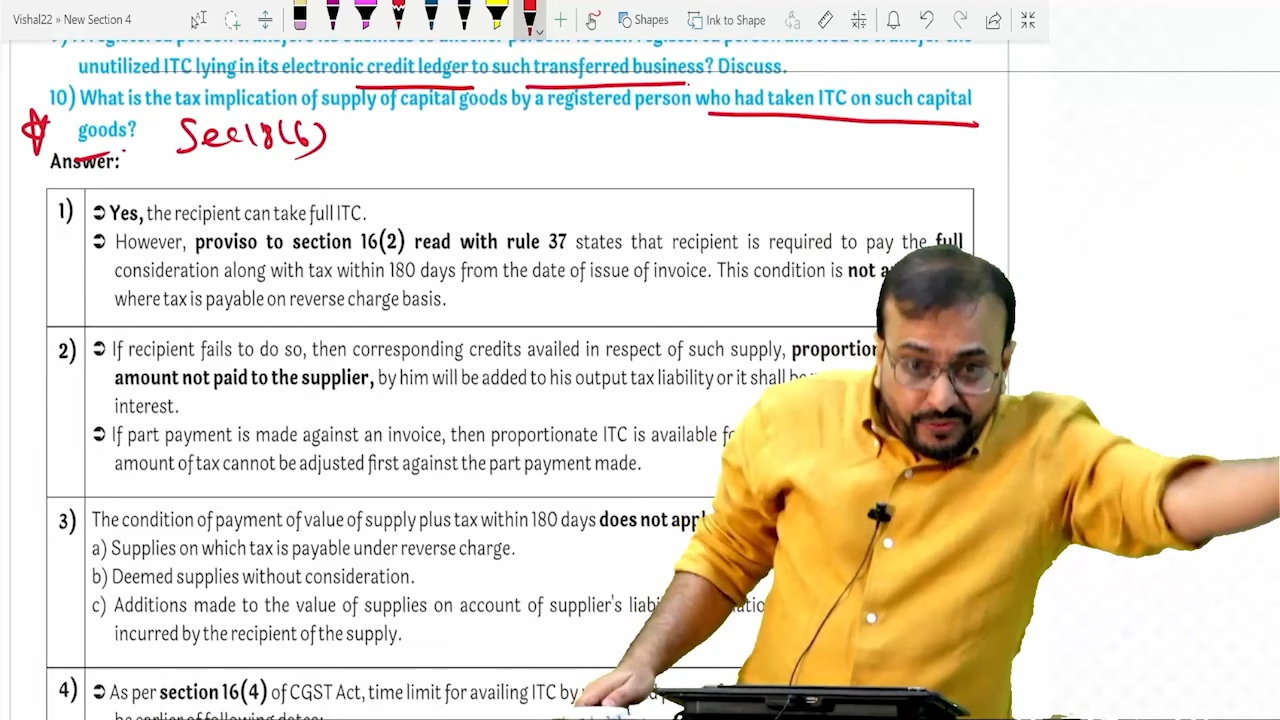 Vishal22 » New Section 4
Shapes
Ink to Shape
unutilized ITC lying in its electronic credit ledger to such transferred business? Discuss.
10) What is the tax implication of supply of capital goods by a registered person who had taken ITC on such capital
goods? Sec 18(6)
Answer:
1) ➲ Yes, the recipient can take full ITC.
➲ However, proviso to section 16(2) read with rule 37 states that recipient is required to pay the full
consideration along with tax within 180 days from the date of issue of invoice. This condition is not
where tax is payable on reverse charge basis.
2) ➲ If recipient fails to do so, then corresponding credits availed in respect of such supply,
amount not paid to the supplier, by him will be added to his output tax liability or it shall
interest.
➲ If part payment is made against an invoice, then proportionate ITC is available
amount of tax cannot be adjusted first against the part payment made.
3) The condition of payment of value of supply plus tax within 180 days does not
a) Supplies on which tax is payable under reverse charge.
b) Deemed supplies without consideration.
c) Additions made to the value of supplies on account of supplier's
incurred by the recipient of the supply.
4) ➲ As per section 16(4) of CGST Act, time limit for availing ITC by